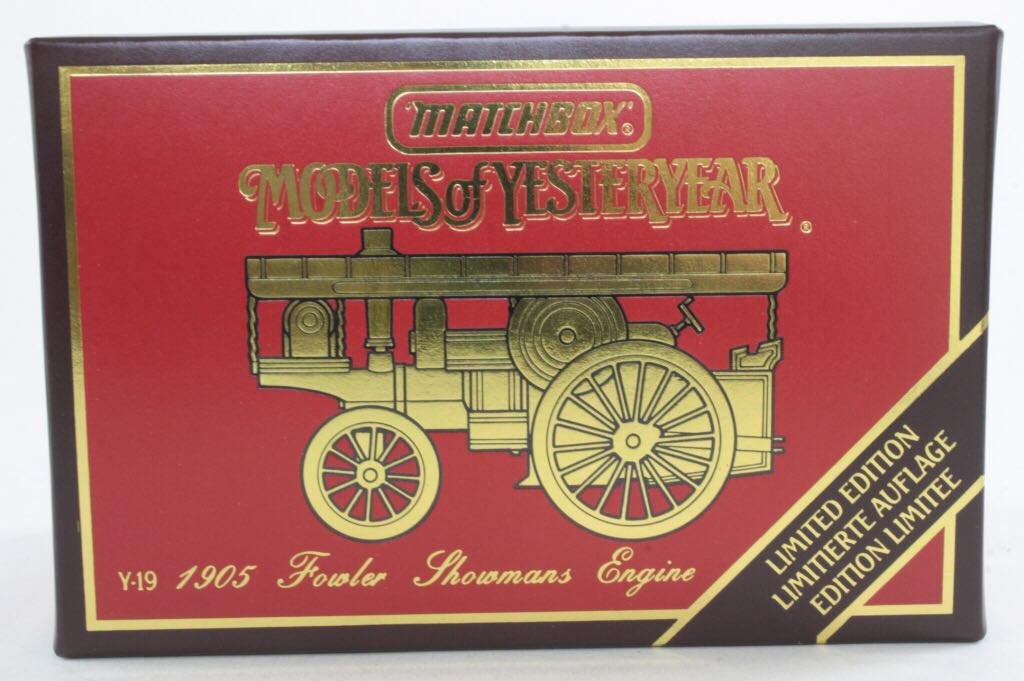 'MATCHBOX'®
MODELS of YESTERYEAR®
Y-19 1905 Fowler Showmans Engine
LIMITED EDITION
LIMITIERTE AUFLAGE
EDITION LIMITEE